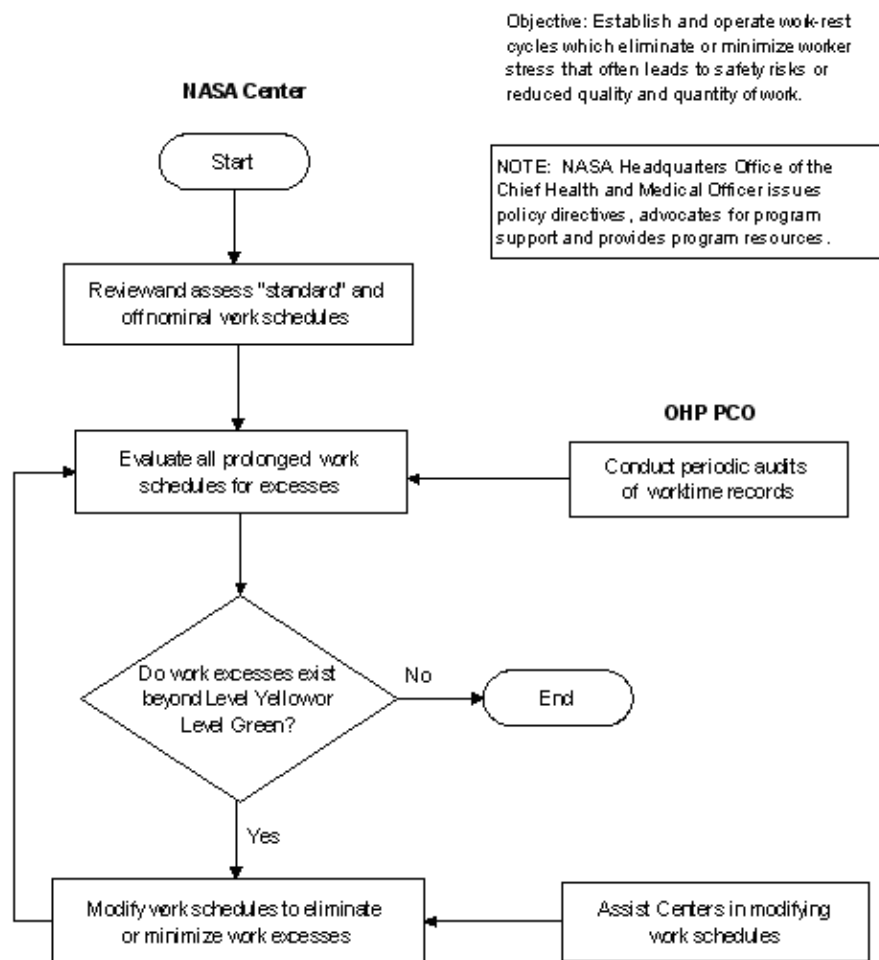 Objective: Establish and operate work-rest
cycles which eliminate or minimize worker
stress that often leads to safety risks or
reduced quality and quantity of work.
NASA Center
Start
NOTE: NASA Headquarters Office of the
Chief Health and Medical Officer issues
policy directives, advocates for program
support and provides program resources.
Review and assess "standard" and
off nominal work schedules
OHP PCO
Evaluate all prolonged work
schedules for excesses
Conduct periodic audits
of worktime records
Do work excesses exist
beyond Level Yellow or
Level Green?
No
End
Yes
Modify work schedules to eliminate
or minimize work excesses
Assist Centers in modifying
work schedules